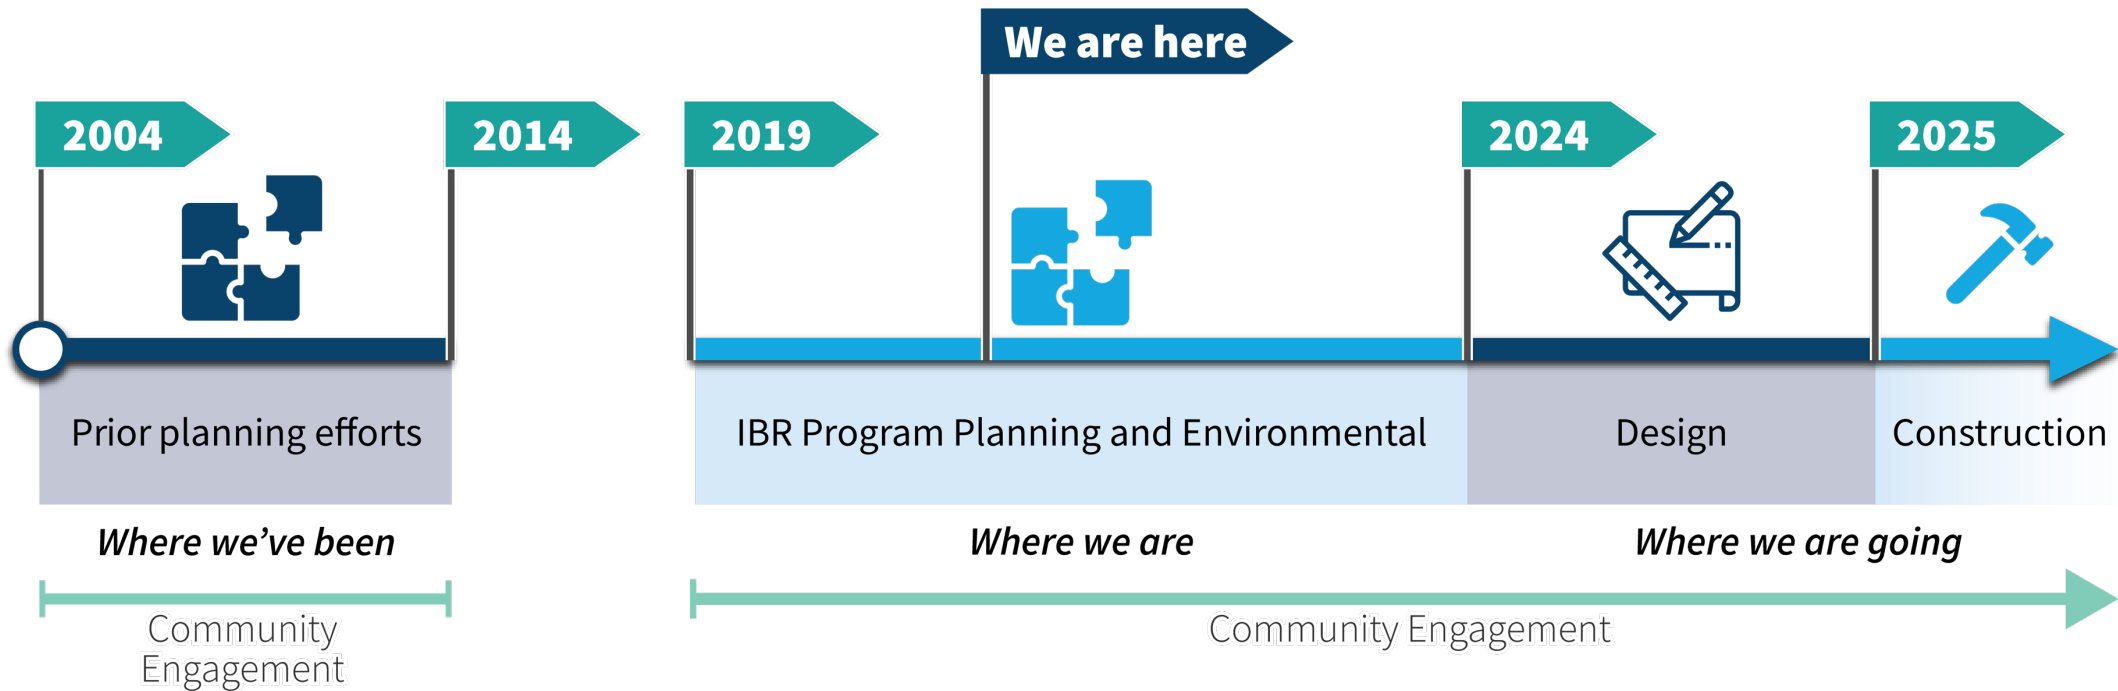 We are here
2004
2014
2019
2024
2025
Prior planning efforts
IBR Program Planning and Environmental
Design
Construction
Where we’ve been
Where we are
Where we are going
Community
Engagement
Community Engagement